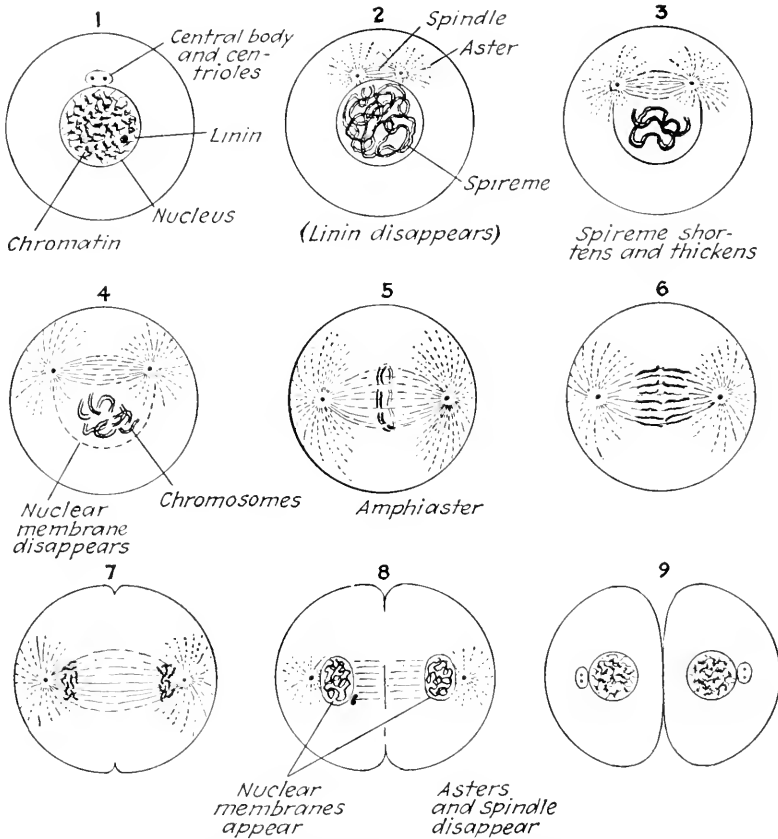 1
Central body
and cen-
trioles
Linin
Nucleus
Chromatin
2
Spindle
Aster
Spireme
(Linin disappears)
3
Spireme shor-
tens and thickens
4
Nuclear
membrane
disappears
Chromosomes
5
Amphiaster
6
7
8
Nuclear
membranes
appear
Asters
and spindle
disappear
9